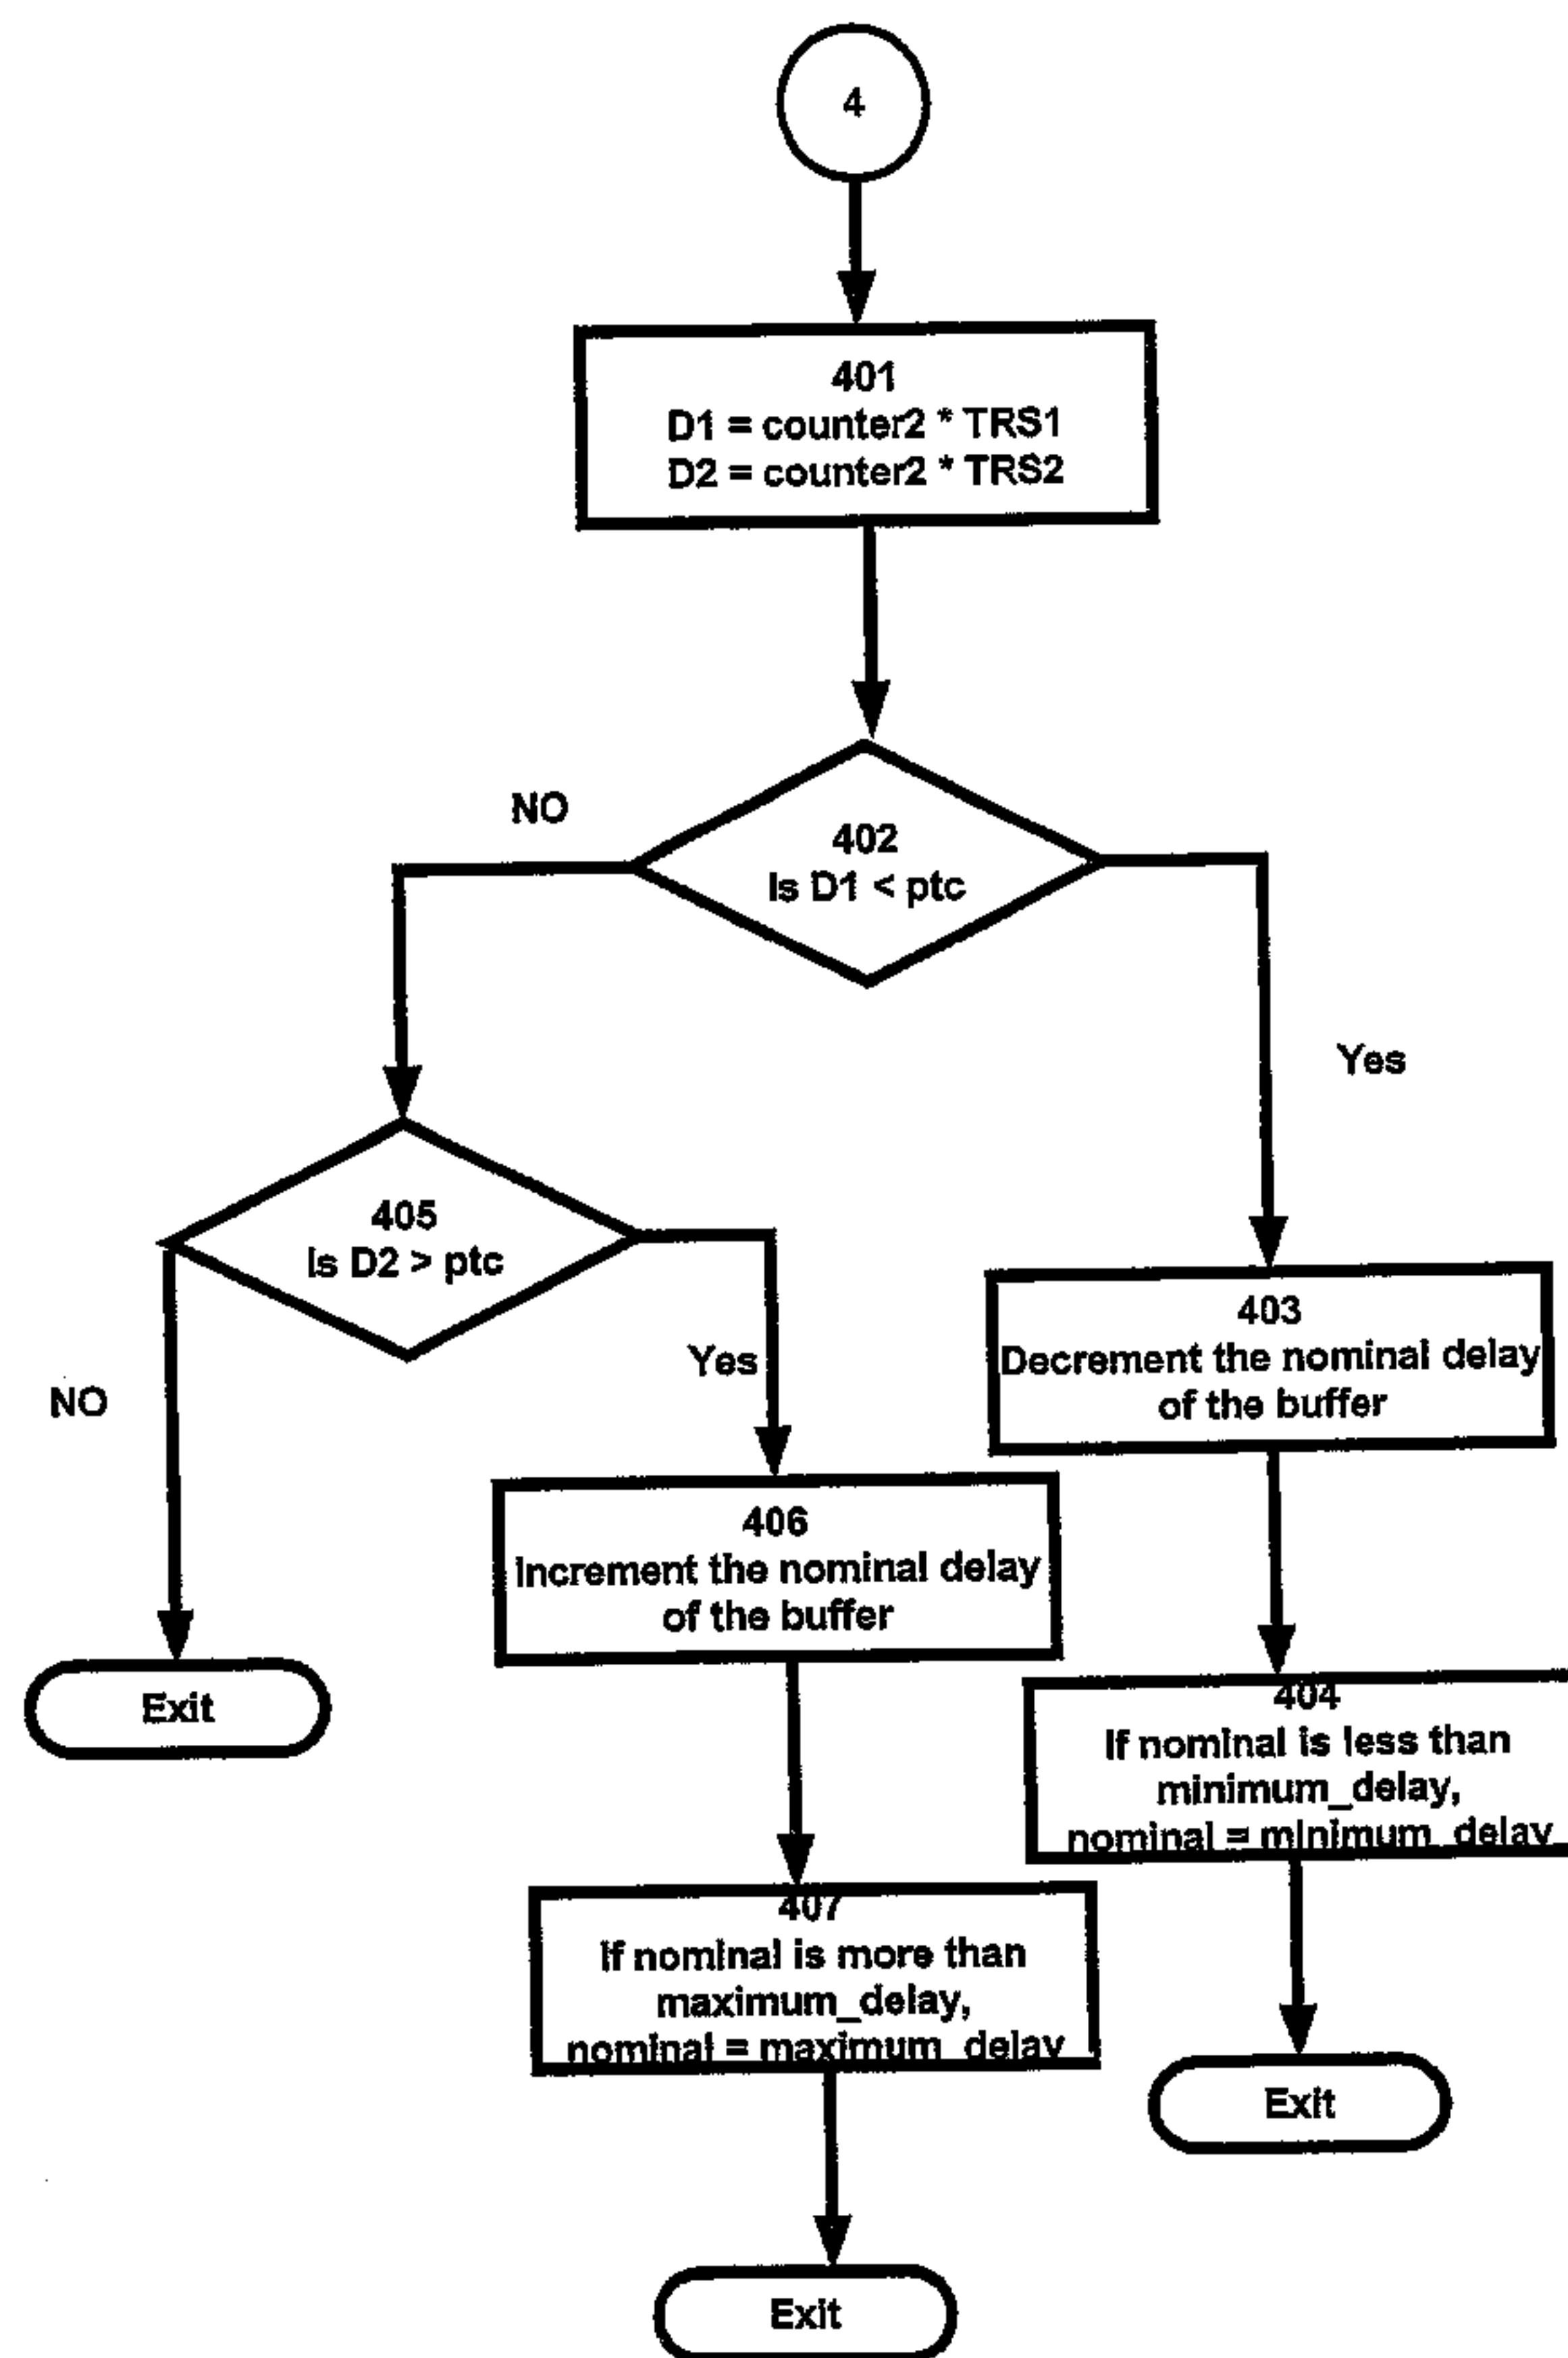 4
401
D1 = counter2 * TRS1
D2 = counter2 * TRS2
NO
402
Is D1 < ptc
Yes
405
Is D2 > ptc
NO
Yes
403
Decrement the nominal delay
of the buffer
406
Increment the nominal delay
of the buffer
Exit
404
If nominal is less than
minimum_delay,
nominal = minimum_delay
407
If nominal is more than
maximum_delay,
nominal = maximum_delay
Exit
Exit